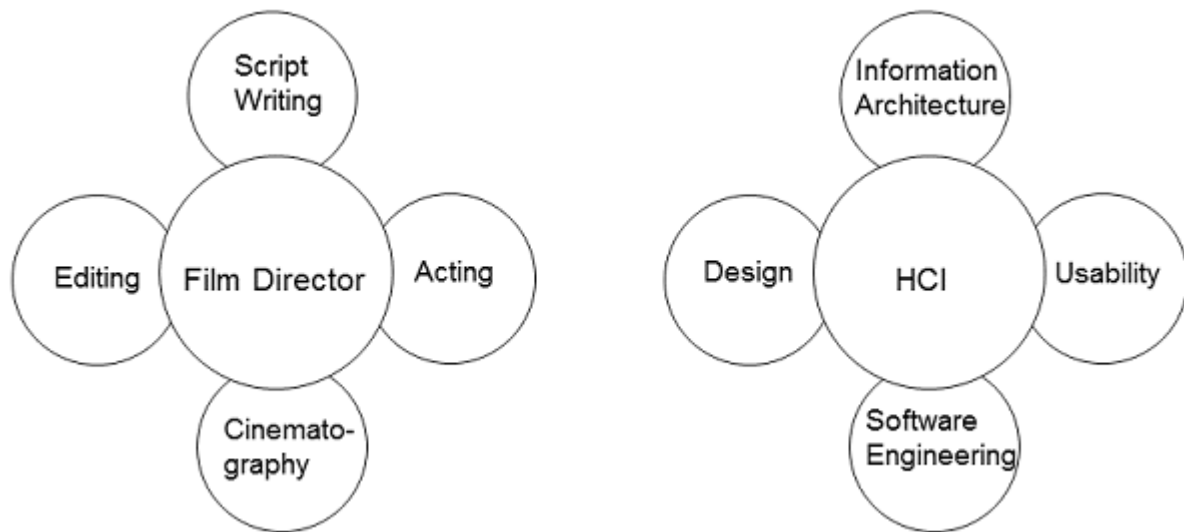 Script
Writing
Editing
Film Director
Acting
Cinemato-
graphy
Information
Architecture
Design
HCI
Usability
Software
Engineering